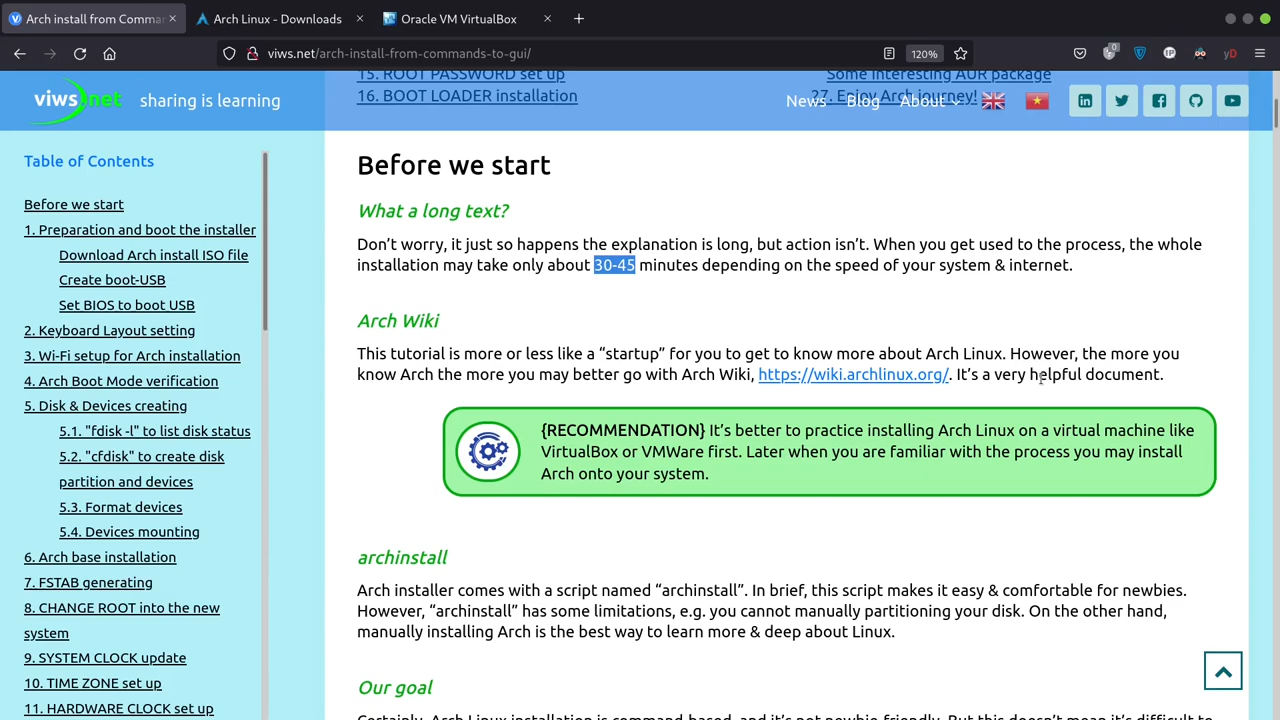 Arch install from Comma
Arch Linux - Downloads
Oracle VM VirtualBox
viws.net/arch-install-from-commands-to-gui/
120%
0
IP
yD
viws.net
sharing is learning
News
Blog
About
15. ROOT PASSWORD set up
16. BOOT LOADER installation
Some interesting AUR package
27. Enjoy Arch journey!
Table of Contents
Before we start
1. Preparation and boot the installer
Download Arch install ISO file
Create boot-USB
Set BIOS to boot USB
2. Keyboard Layout setting
3. Wi-Fi setup for Arch installation
4. Arch Boot Mode verification
5. Disk & Devices creating
5.1. "fdisk -l" to list disk status
5.2. "cfdisk" to create disk
partition and devices
5.3. Format devices
5.4. Devices mounting
6. Arch base installation
7. FSTAB generating
8. CHANGE ROOT into the new
system
9. SYSTEM CLOCK update
10. TIME ZONE set up
11. HARDWARE CLOCK set up
Before we start
What a long text?
Don’t worry, it just so happens the explanation is long, but action isn’t. When you get used to the process, the whole
installation may take only about 30-45 minutes depending on the speed of your system & internet.
Arch Wiki
This tutorial is more or less like a “startup” for you to get to know more about Arch Linux. However, the more you
know Arch the more you may better go with Arch Wiki, https://wiki.archlinux.org/. It’s a very helpful document.
{RECOMMENDATION} It’s better to practice installing Arch Linux on a virtual machine like
VirtualBox or VMWare first. Later when you are familiar with the process you may install
Arch onto your system.
archinstall
Arch installer comes with a script named “archinstall”. In brief, this script makes it easy & comfortable for newbies.
However, “archinstall” has some limitations, e.g. you cannot manually partitioning your disk. On the other hand,
manually installing Arch is the best way to learn more & deep about Linux.
Our goal
Certainly, Arch Linux installation is command-based, and it’s not newbie-friendly. But this doesn’t mean it’s difficult to